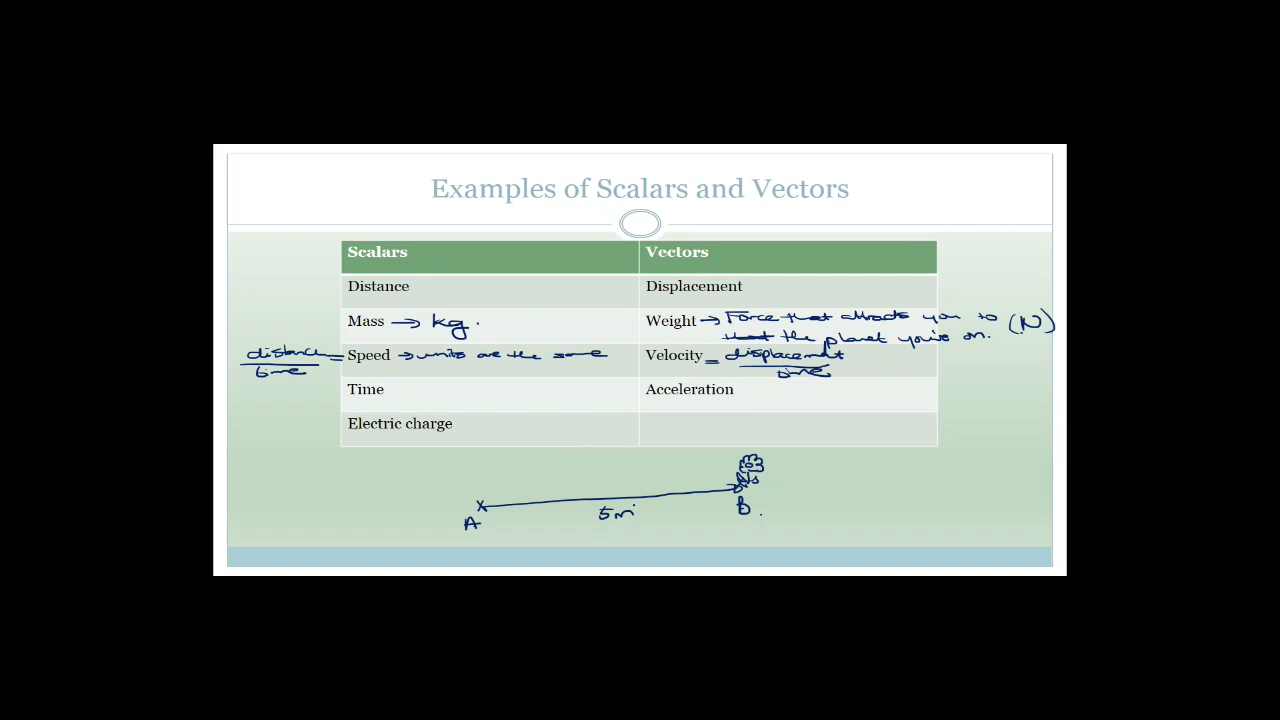 Examples of Scalars and Vectors
Scalars Vectors
Distance Displacement
Mass → kg. Weight → Force that attracts you to (N)
the planet you're on.
distance / time = Speed → units are the same Velocity = displacement / time
Time Acceleration
Electric charge
A 5m B